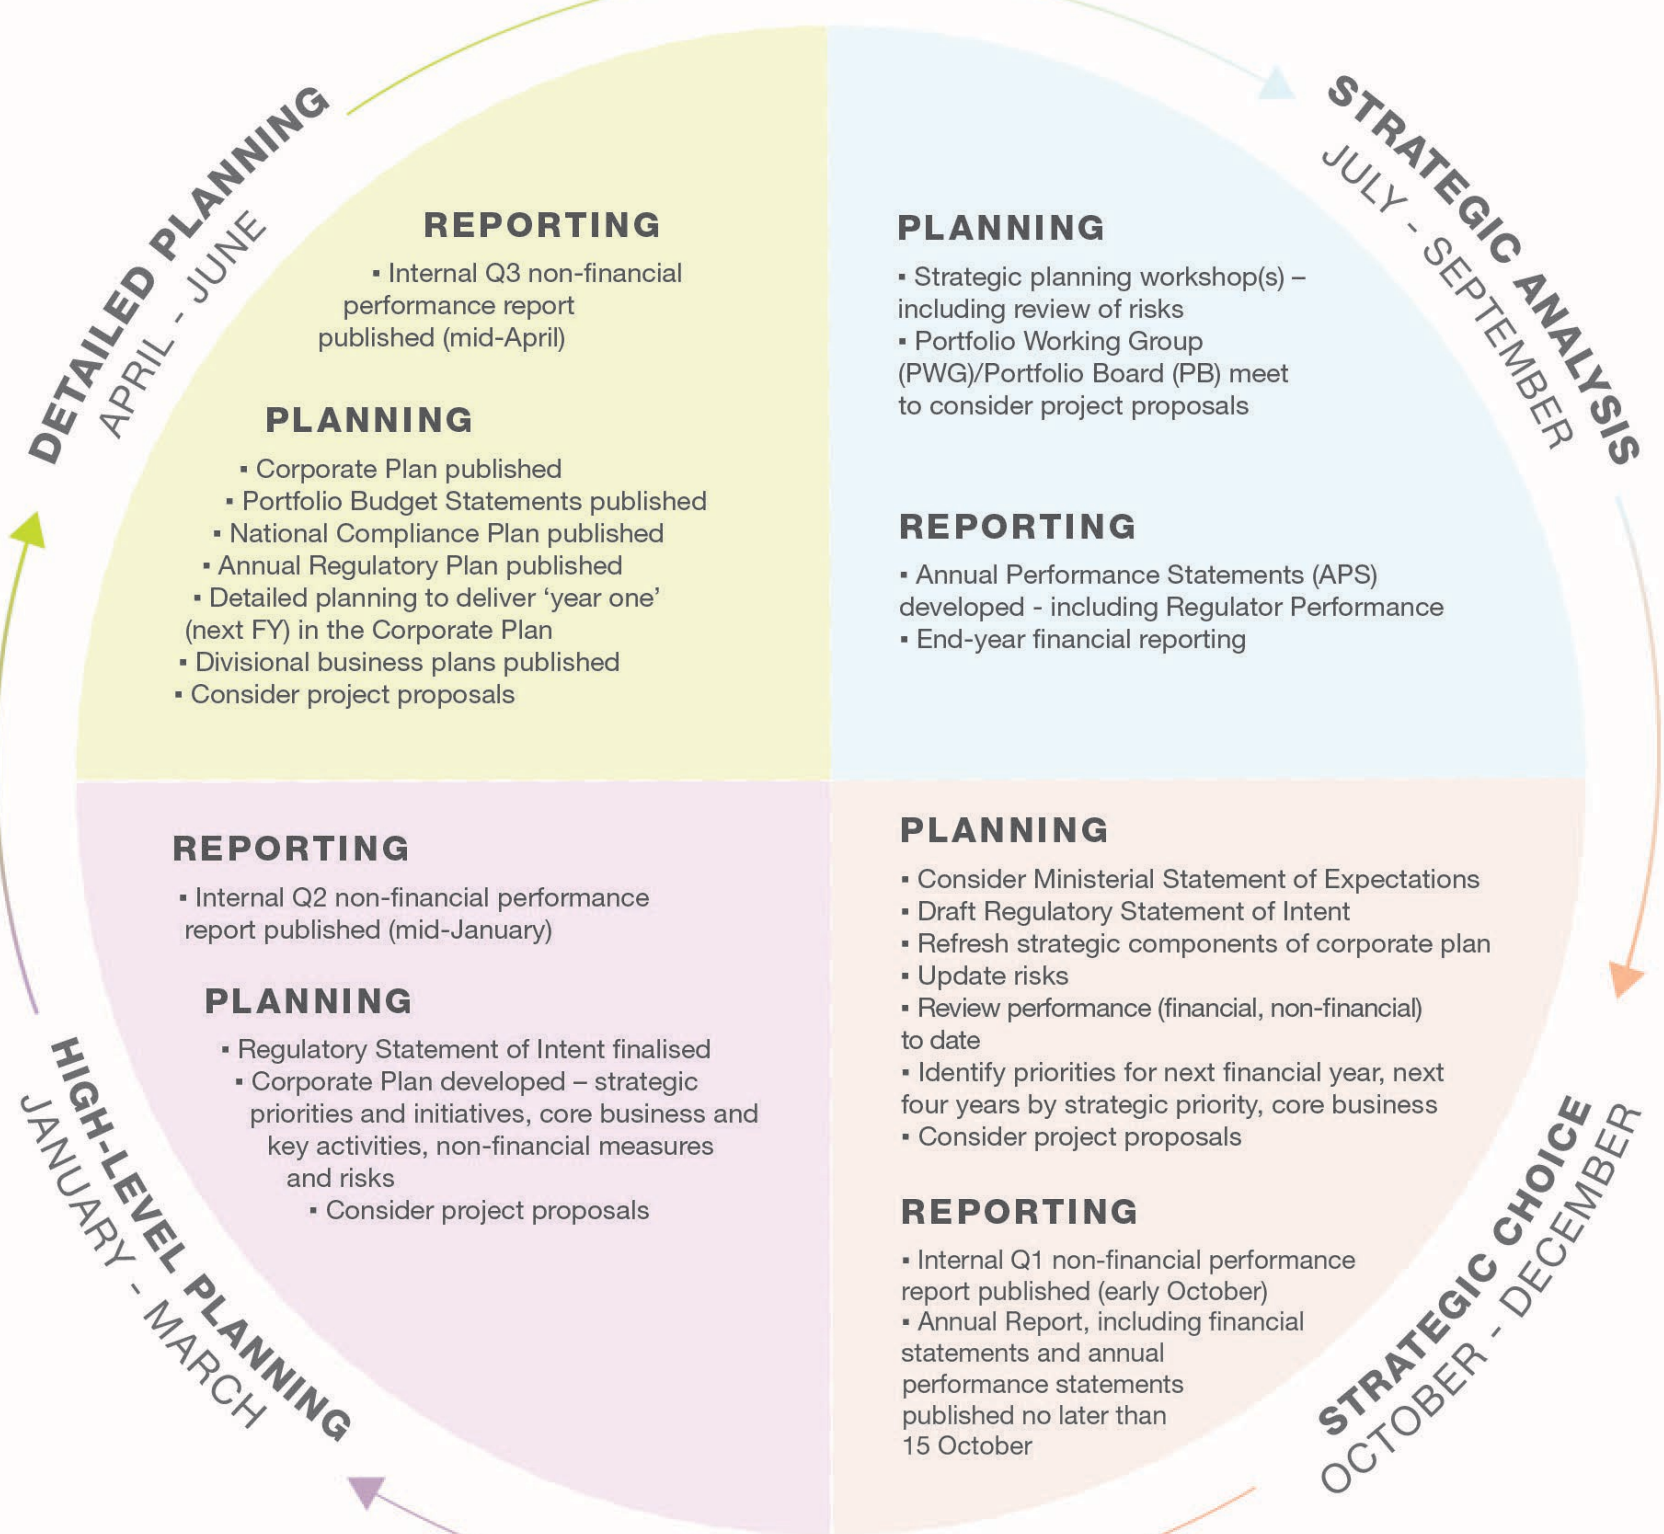 DETAILED PLANNING
APRIL - JUNE
REPORTING
▪ Internal Q3 non-financial
performance report
published (mid-April)
PLANNING
▪ Corporate Plan published
▪ Portfolio Budget Statements published
▪ National Compliance Plan published
▪ Annual Regulatory Plan published
▪ Detailed planning to deliver ‘year one’
(next FY) in the Corporate Plan
▪ Divisional business plans published
▪ Consider project proposals
STRATEGIC ANALYSIS
JULY - SEPTEMBER
PLANNING
▪ Strategic planning workshop(s) –
including review of risks
▪ Portfolio Working Group
(PWG)/Portfolio Board (PB) meet
to consider project proposals
REPORTING
▪ Annual Performance Statements (APS)
developed - including Regulator Performance
▪ End-year financial reporting
HIGH-LEVEL PLANNING
JANUARY - MARCH
REPORTING
▪ Internal Q2 non-financial performance
report published (mid-January)
PLANNING
▪ Regulatory Statement of Intent finalised
▪ Corporate Plan developed – strategic
priorities and initiatives, core business and
key activities, non-financial measures
and risks
▪ Consider project proposals
STRATEGIC CHOICE
OCTOBER - DECEMBER
PLANNING
▪ Consider Ministerial Statement of Expectations
▪ Draft Regulatory Statement of Intent
▪ Refresh strategic components of corporate plan
▪ Update risks
▪ Review performance (financial, non-financial)
to date
▪ Identify priorities for next financial year, next
four years by strategic priority, core business
▪ Consider project proposals
REPORTING
▪ Internal Q1 non-financial performance
report published (early October)
▪ Annual Report, including financial
statements and annual
performance statements
published no later than
15 October